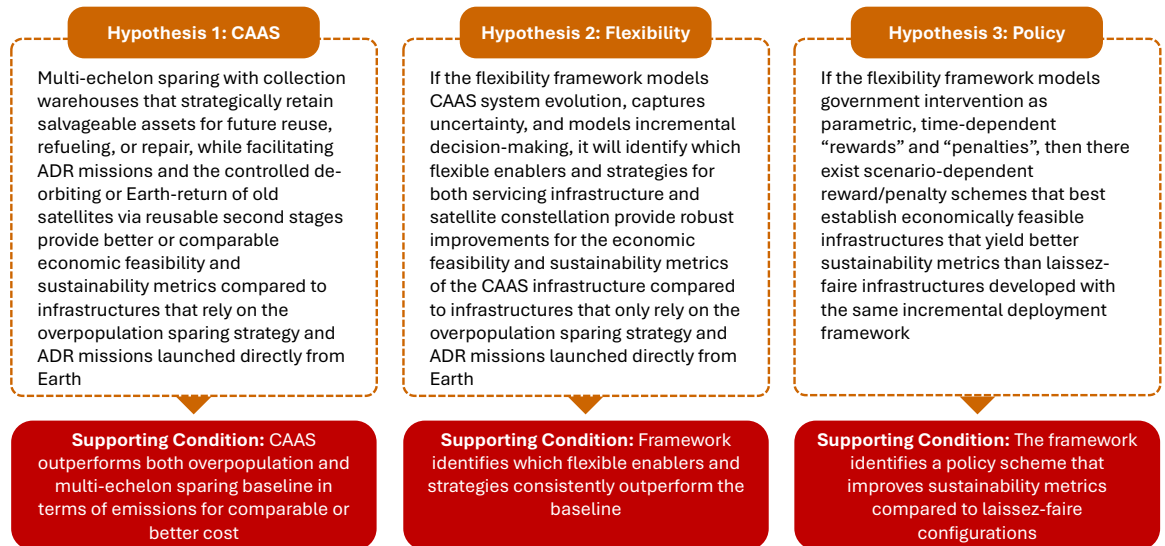 Hypothesis 1: CAAS
Multi-echelon sparing with collection
warehouses that strategically retain
salvageable assets for future reuse,
refueling, or repair, while facilitating
ADR missions and the controlled de-
orbiting or Earth-return of old
satellites via reusable second stages
provide better or comparable
economic feasibility and
sustainability metrics compared to
infrastructures that rely on the
overpopulation sparing strategy and
ADR missions launched directly from
Earth
Supporting Condition: CAAS
outperforms both overpopulation and
multi-echelon sparing baseline in
terms of emissions for comparable or
better cost
Hypothesis 2: Flexibility
If the flexibility framework models
CAAS system evolution, captures
uncertainty, and models incremental
decision-making, it will identify which
flexible enablers and strategies for
both servicing infrastructure and
satellite constellation provide robust
improvements for the economic
feasibility and sustainability metrics
of the CAAS infrastructure compared
to infrastructures that only rely on the
overpopulation sparing strategy and
ADR missions launched directly from
Earth
Supporting Condition: Framework
identifies which flexible enablers and
strategies consistently outperform the
baseline
Hypothesis 3: Policy
If the flexibility framework models
government intervention as
parametric, time-dependent
“rewards” and “penalties”, then there
exist scenario-dependent
reward/penalty schemes that best
establish economically feasible
infrastructures that yield better
sustainability metrics than laissez-
faire infrastructures developed with
the same incremental deployment
framework
Supporting Condition: The framework
identifies a policy scheme that
improves sustainability metrics
compared to laissez-faire
configurations